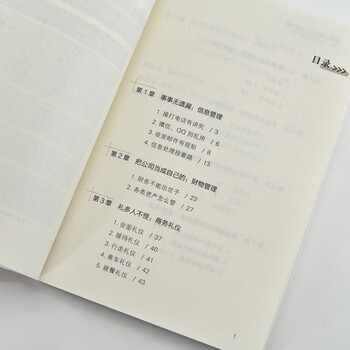 目录>>>
第1章 事事无遗漏：信息管理
1. 接打电话有讲究 / 3
2. 微信、QQ别乱用 / 6
3. 收发邮件有规矩 / 8
4. 信息处理按套路 / 13
第2章 把公司当成自己的：财物管理
1. 财务不能出岔子 / 23
2. 各类资产怎么管 / 27
第3章 礼多人不怪：商务礼仪
1. 会面礼仪 / 37
2. 接待礼仪 / 40
3. 行走礼仪 / 41
4. 乘车礼仪 / 42
5. 就餐礼仪 / 43
1